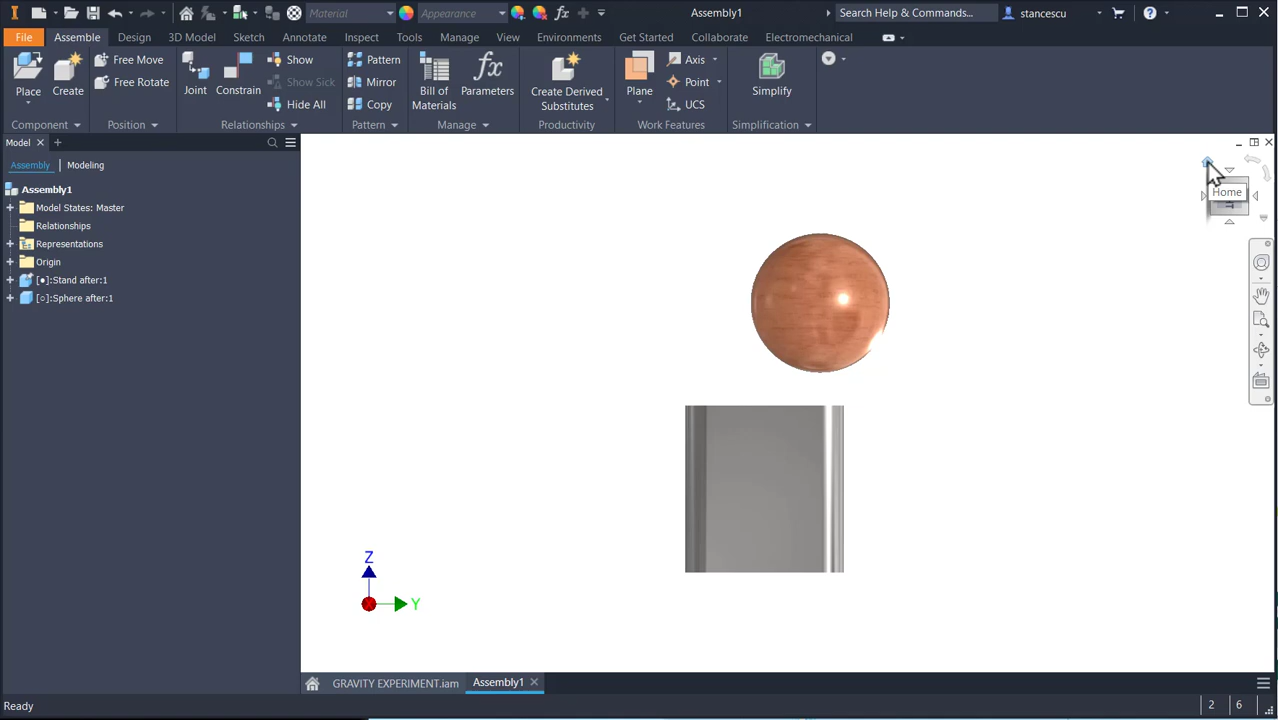 Material
Appearance
Assembly1
Search Help & Commands...
stancescu
File
Assemble
Design
3D Model
Sketch
Annotate
Inspect
Tools
Manage
View
Environments
Get Started
Collaborate
Electromechanical
Place
Create
Free Move
Free Rotate
Component
Position
Joint
Constrain
Show
Show Sick
Hide All
Relationships
Pattern
Mirror
Copy
Pattern
Bill of
Materials
Parameters
Manage
Create Derived
Substitutes
Productivity
Plane
Axis
Point
UCS
Work Features
Simplify
Simplification
Model
Assembly
Modeling
Assembly1
Model States: Master
Relationships
Representations
Origin
[●]:Stand after:1
[○]:Sphere after:1
Home
Z
Y
GRAVITY EXPERIMENT.iam
Assembly1
Ready
2 6